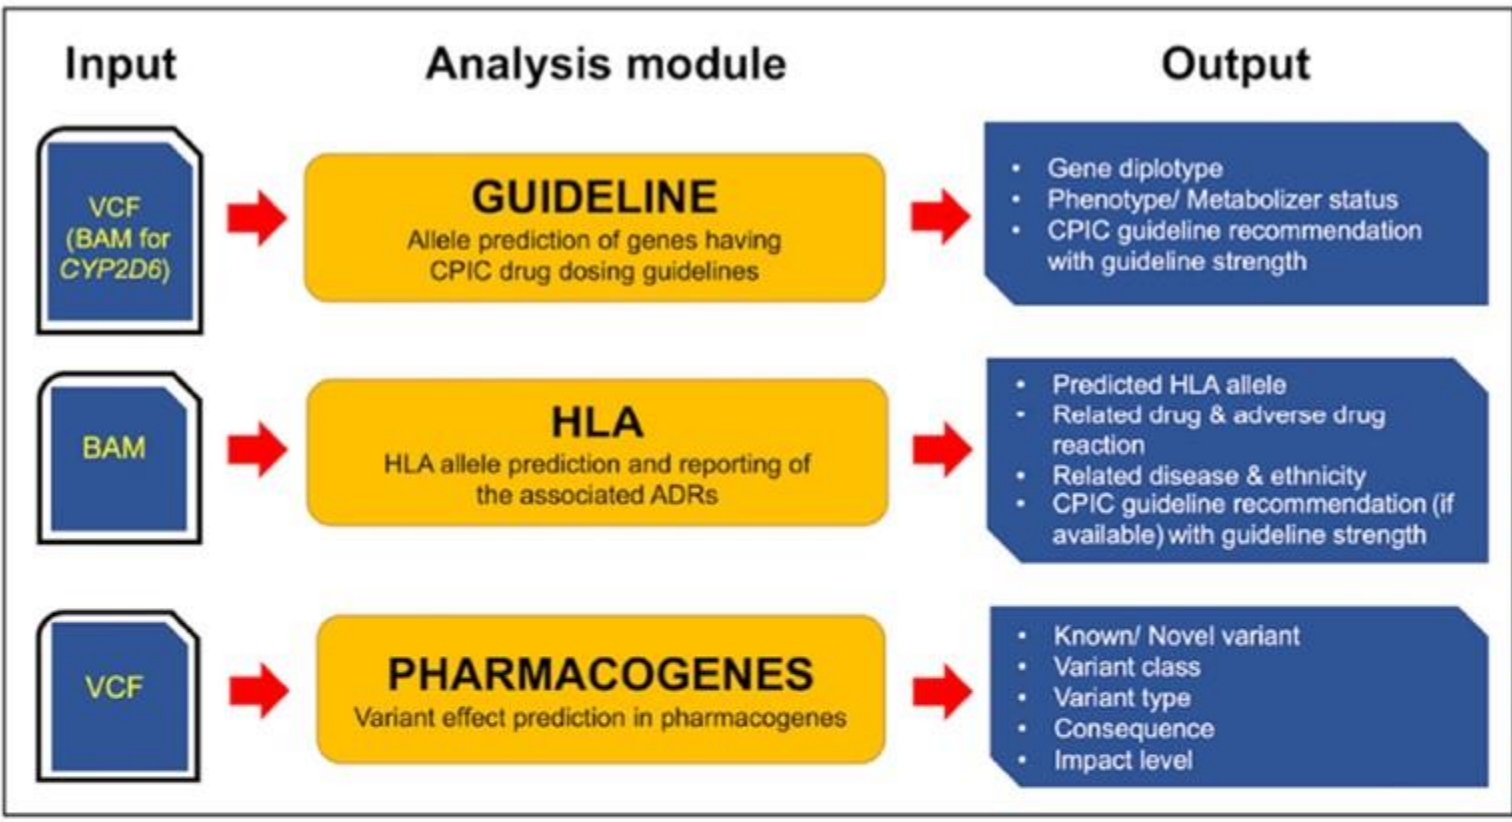 Input
Analysis module
Output
VCF
(BAM for
CYP2D6)
GUIDELINE
Allele prediction of genes having
CPIC drug dosing guidelines
• Gene diplotype
• Phenotype/ Metabolizer status
• CPIC guideline recommendation
with guideline strength
BAM
HLA
HLA allele prediction and reporting of
the associated ADRs
• Predicted HLA allele
• Related drug & adverse drug
reaction
• Related disease & ethnicity
• CPIC guideline recommendation (if
available) with guideline strength
VCF
PHARMACOGENES
Variant effect prediction in pharmacogenes
• Known/ Novel variant
• Variant class
• Variant type
• Consequence
• Impact level